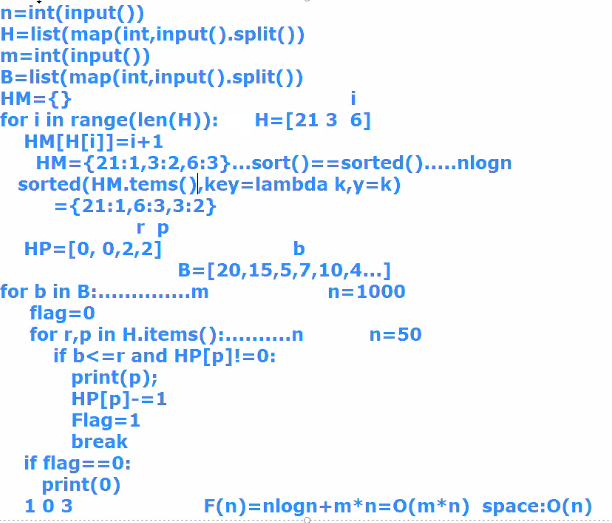 n=int(input())
H=list(map(int,input().split())
m=int(input())
B=list(map(int,input().split())
HM={} i
for i in range(len(H)): H=[21 3 6]
HM[H[i]]=i+1
HM={21:1,3:2,6:3}...sort()==sorted().....nlogn
sorted(HM.tems(),key=lambda k,y=k)
={21:1,6:3,3:2}
r p
HP=[0, 0,2,2] b
B=[20,15,5,7,10,4...]
for b in B:..............m n=1000
flag=0
for r,p in H.items():..........n n=50
if b<=r and HP[p]!=0:
print(p);
HP[p]-=1
Flag=1
break
if flag==0:
print(0)
1 0 3 F(n)=nlogn+m*n=O(m*n) space:O(n)